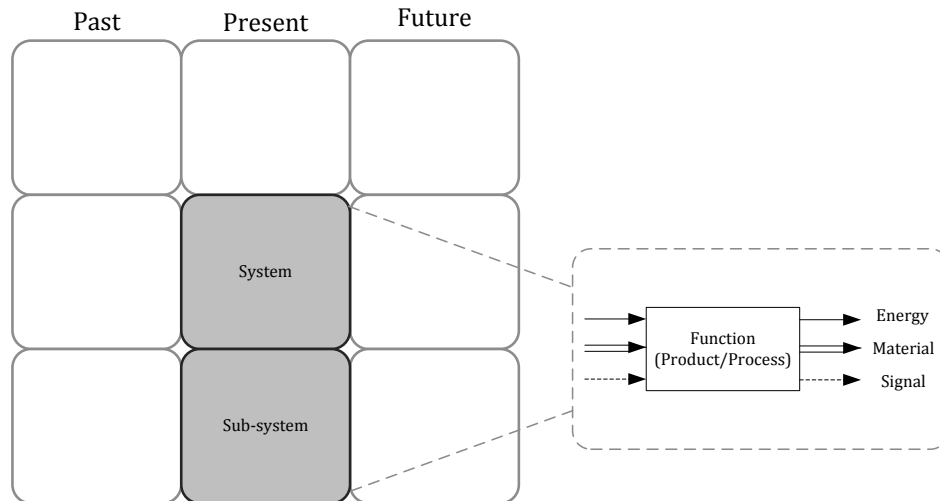 Past
Present
Future
System
Sub-system
Function
(Product/Process)
Energy
Material
Signal